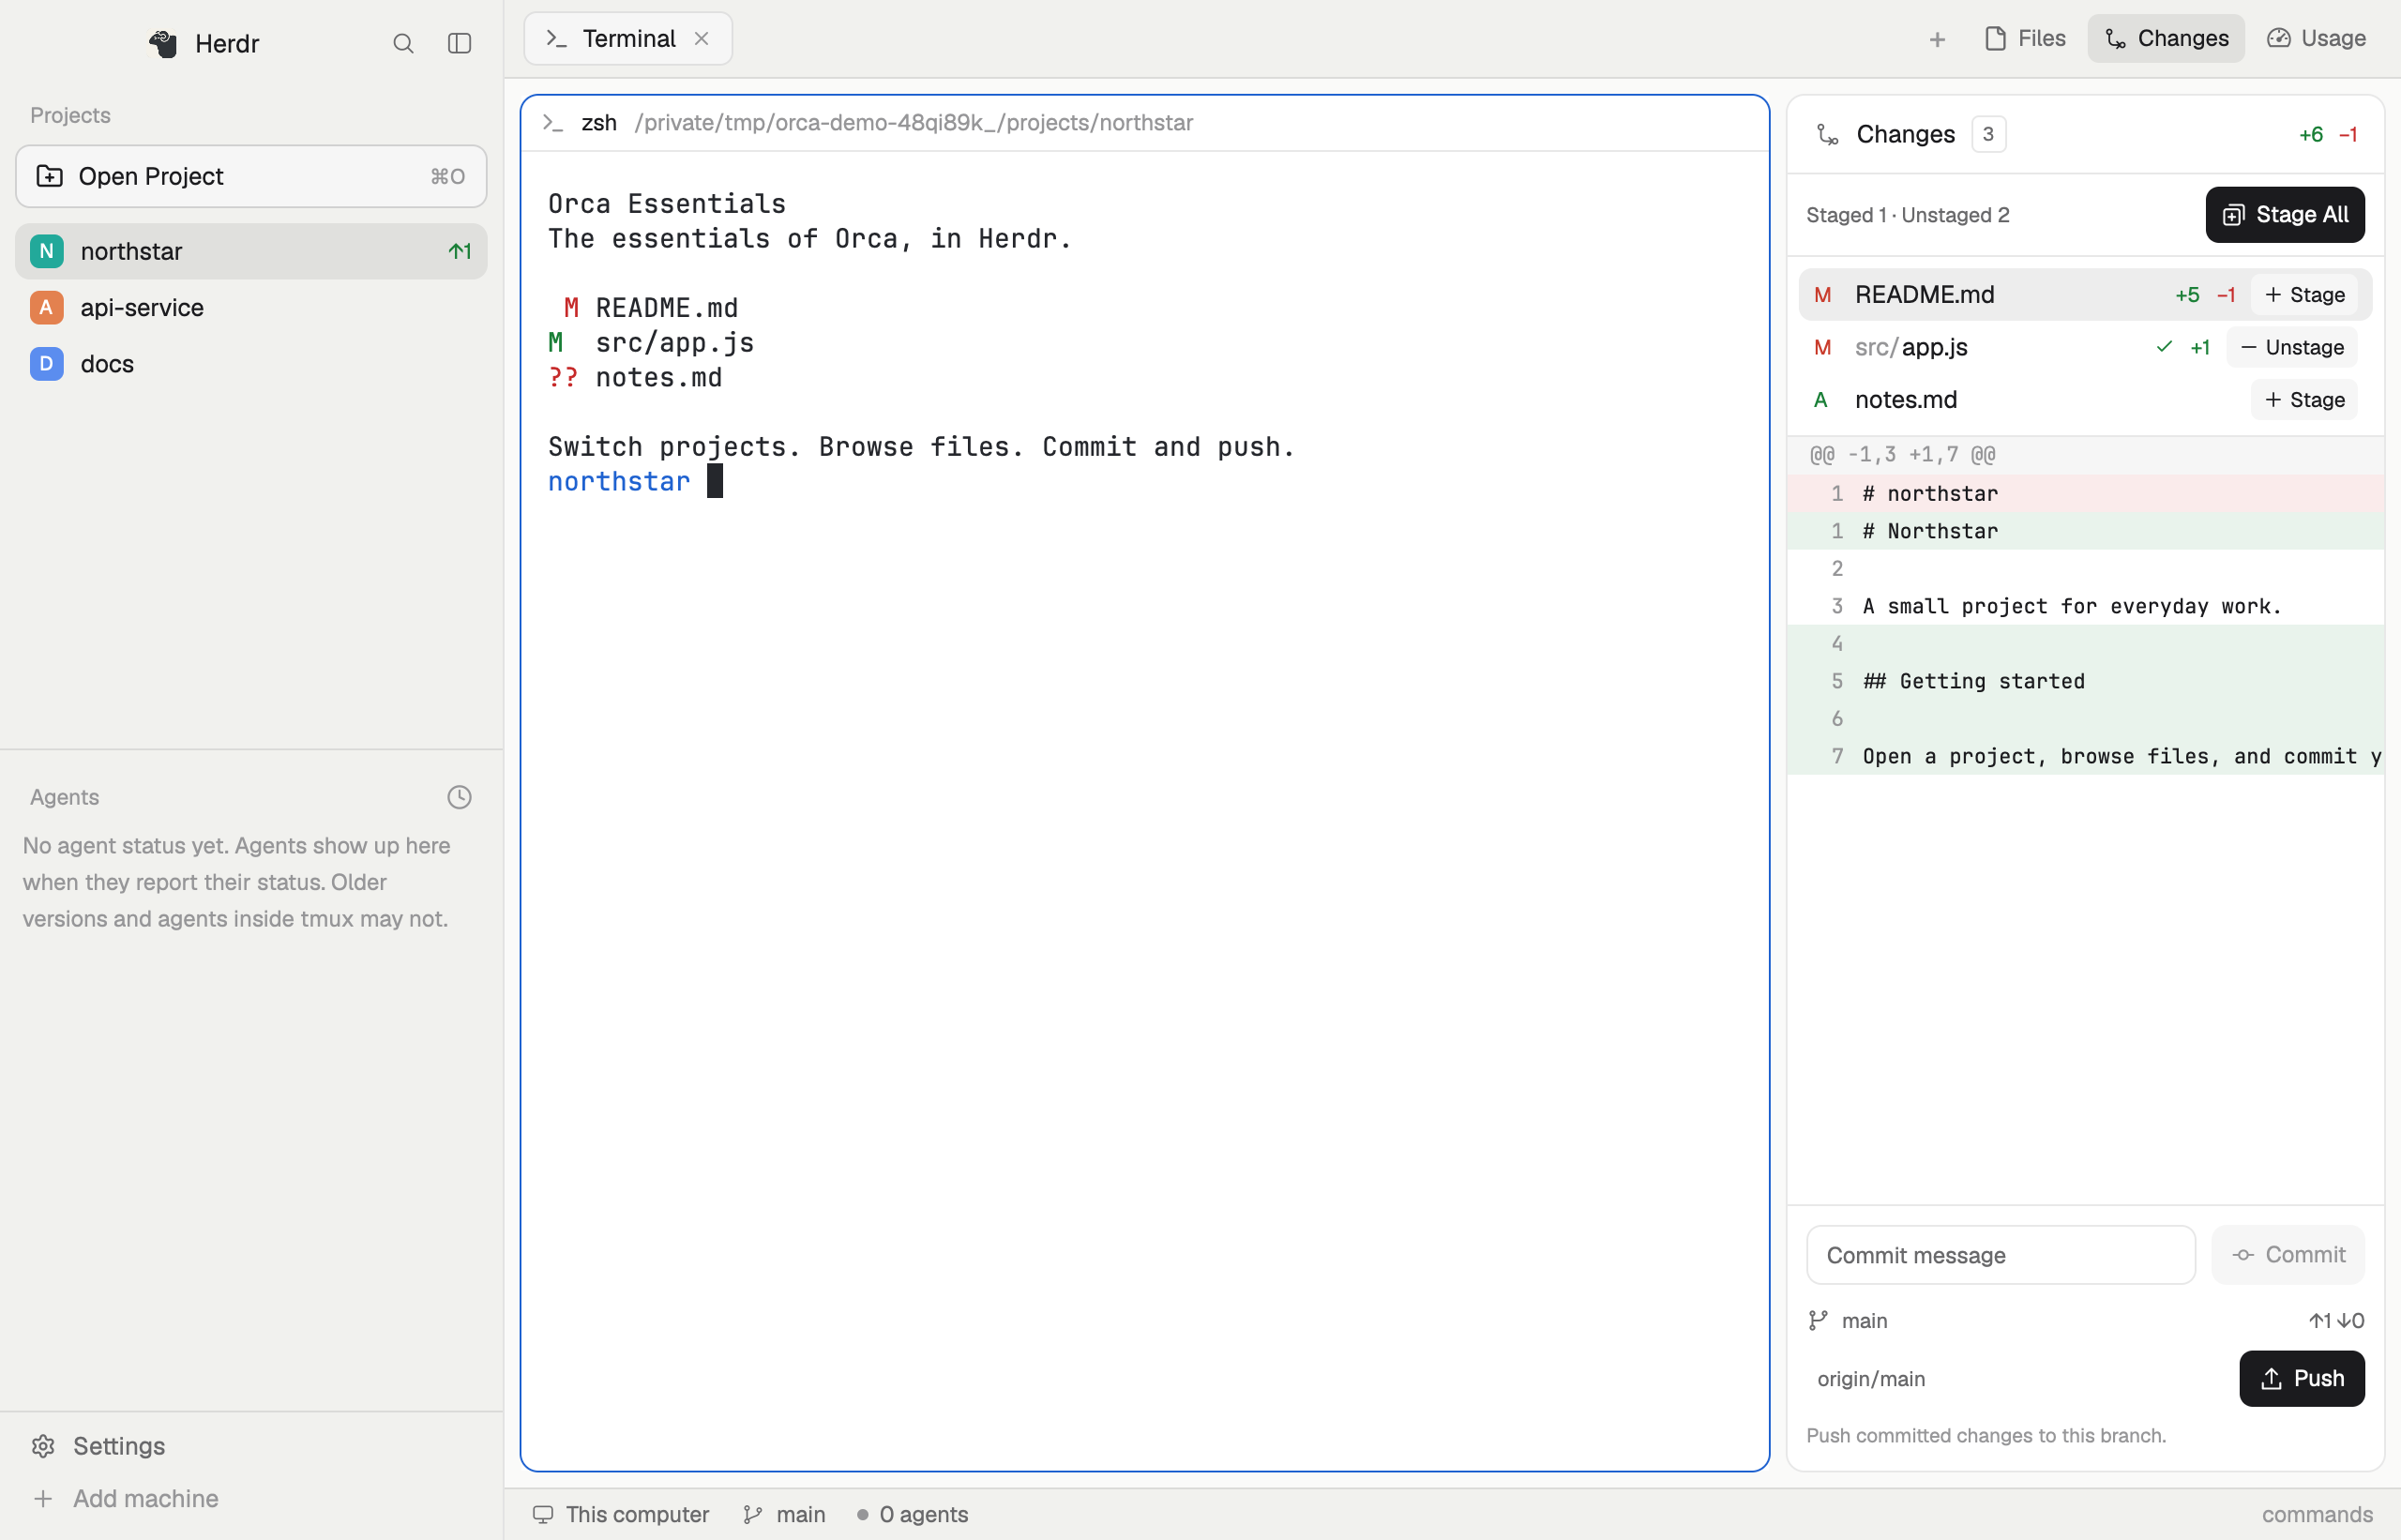 Herdr
Projects
Open Project ⌘O
N northstar ↑1
A api-service
D docs
Agents
No agent status yet. Agents show up here
when they report their status. Older
versions and agents inside tmux may not.
Settings
+ Add machine
Terminal ×
+ Files Changes Usage
zsh /private/tmp/orca-demo-48qi89k_/projects/northstar
Orca Essentials
The essentials of Orca, in Herdr.
M README.md
M src/app.js
?? notes.md
Switch projects. Browse files. Commit and push.
northstar
Changes 3 +6 −1
Staged 1 · Unstaged 2 Stage All
M README.md +5 −1 + Stage
M src/app.js ✓ +1 − Unstage
A notes.md + Stage
@@ -1,3 +1,7 @@
1 # northstar
1 # Northstar
2
3 A small project for everyday work.
4
5 ## Getting started
6
7 Open a project, browse files, and commit y
Commit message Commit
main ↑1 ↓0
origin/main Push
Push committed changes to this branch.
This computer main 0 agents commands